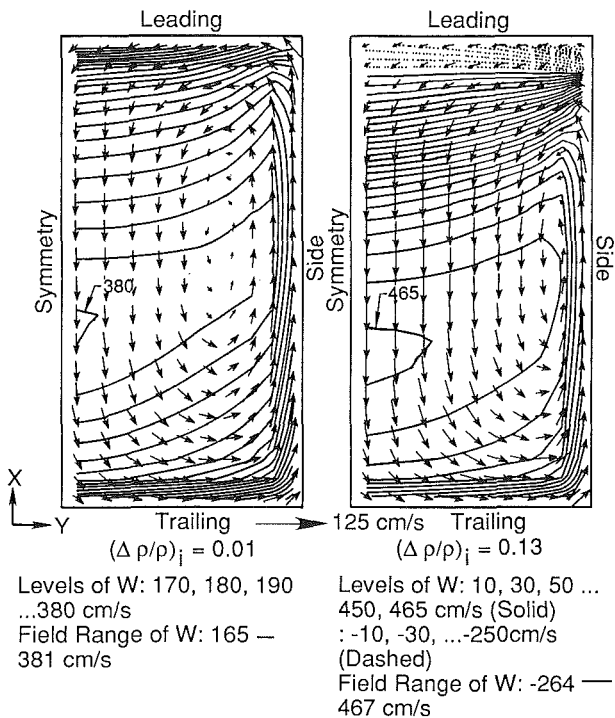 Leading
Leading
Symmetry
380
Side
Symmetry
465
Side
X
Y
Trailing
125 cm/s
Trailing
(Δ ρ/ρ)i = 0.01
(Δ ρ/ρ)i = 0.13
Levels of W: 170, 180, 190
...380 cm/s
Field Range of W: 165 —
381 cm/s
Levels of W: 10, 30, 50 ...
450, 465 cm/s (Solid)
: -10, -30, ...-250cm/s
(Dashed)
Field Range of W: -264 —
467 cm/s